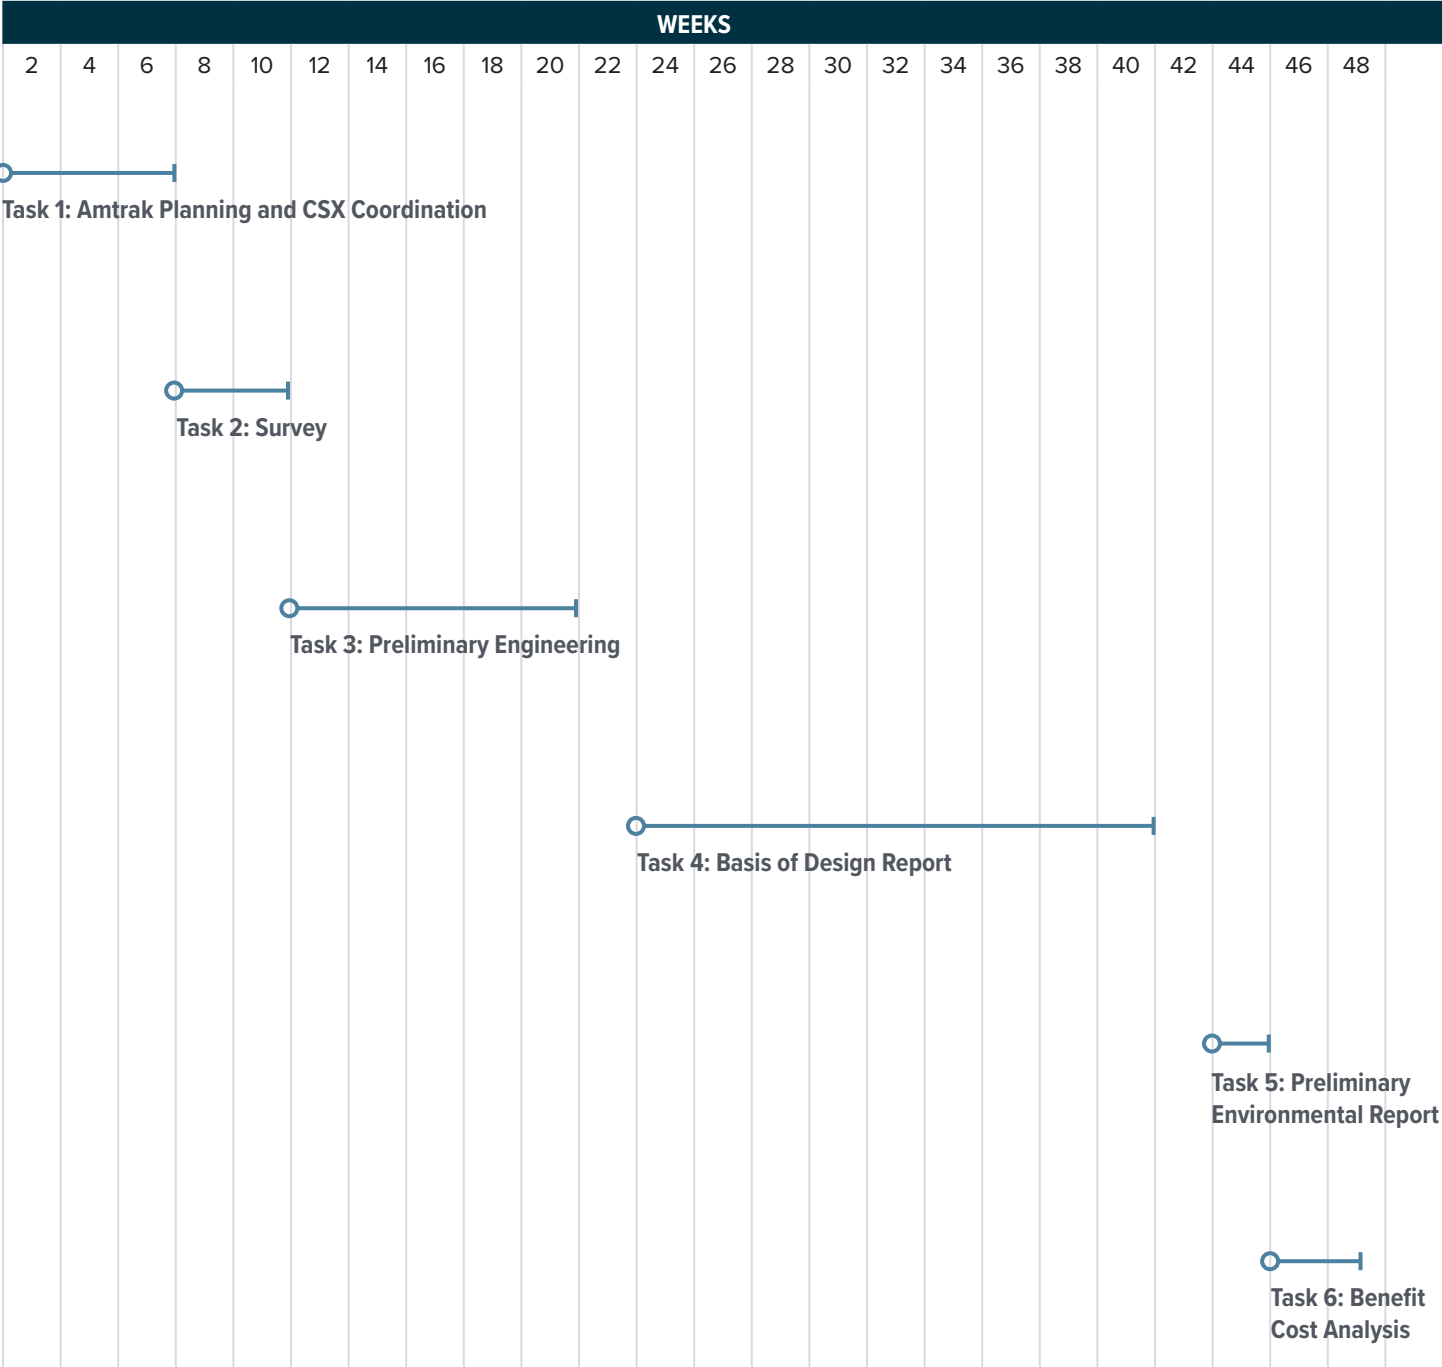 WEEKS
2 4 6 8 10 12 14 16 18 20 22 24 26 28 30 32 34 36 38 40 42 44 46 48
Task 1: Amtrak Planning and CSX Coordination
Task 2: Survey
Task 3: Preliminary Engineering
Task 4: Basis of Design Report
Task 5: Preliminary
Environmental Report
Task 6: Benefit
Cost Analysis